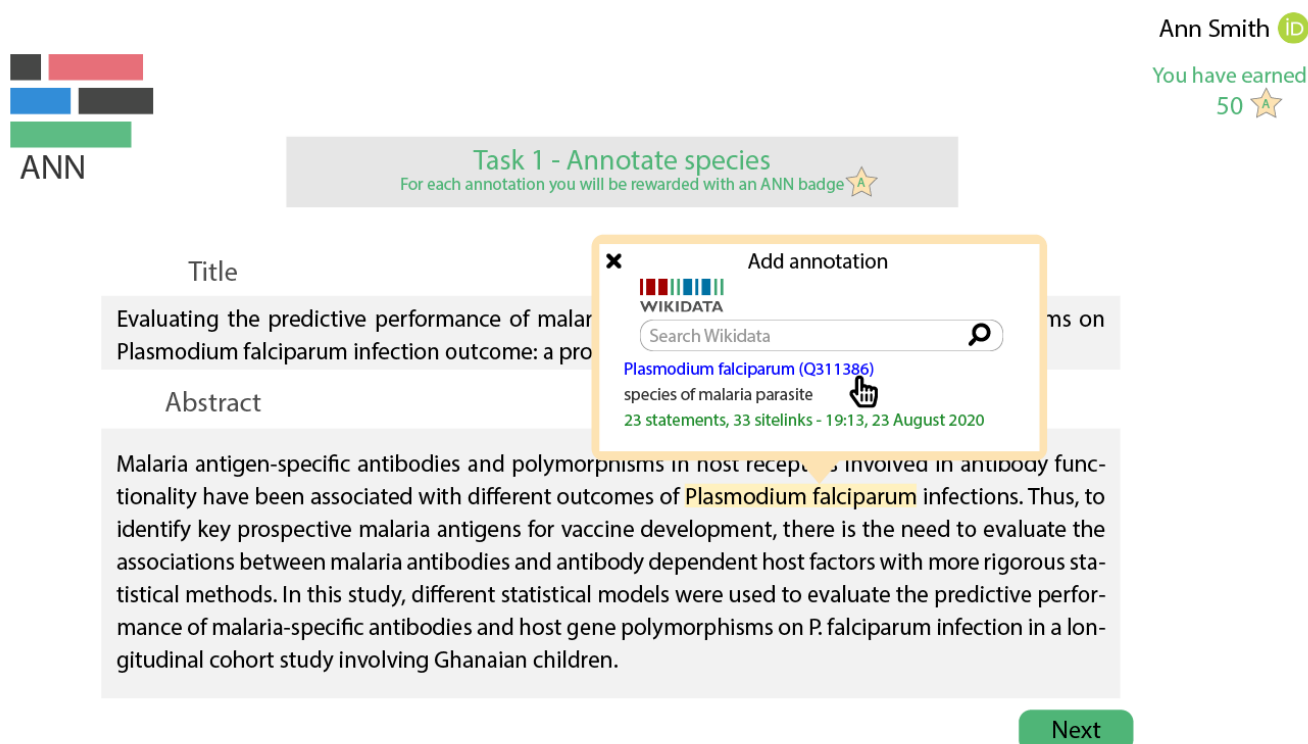 Ann Smith iD
You have earned
50 A
ANN
Task 1 - Annotate species
For each annotation you will be rewarded with an ANN badge A
Title
Evaluating the predictive performance of malar
ms on
Plasmodium falciparum infection outcome: a pro
Add annotation
WIKIDATA
Search Wikidata
Plasmodium falciparum (Q311386)
species of malaria parasite
23 statements, 33 sitelinks - 19:13, 23 August 2020
Abstract
Malaria antigen-specific antibodies and polymorphisms in host recept s involved in antibody func-
tionality have been associated with different outcomes of Plasmodium falciparum infections. Thus, to
identify key prospective malaria antigens for vaccine development, there is the need to evaluate the
associations between malaria antibodies and antibody dependent host factors with more rigorous sta-
tistical methods. In this study, different statistical models were used to evaluate the predictive perfor-
mance of malaria-specific antibodies and host gene polymorphisms on P. falciparum infection in a lon-
gitudinal cohort study involving Ghanaian children.
Next